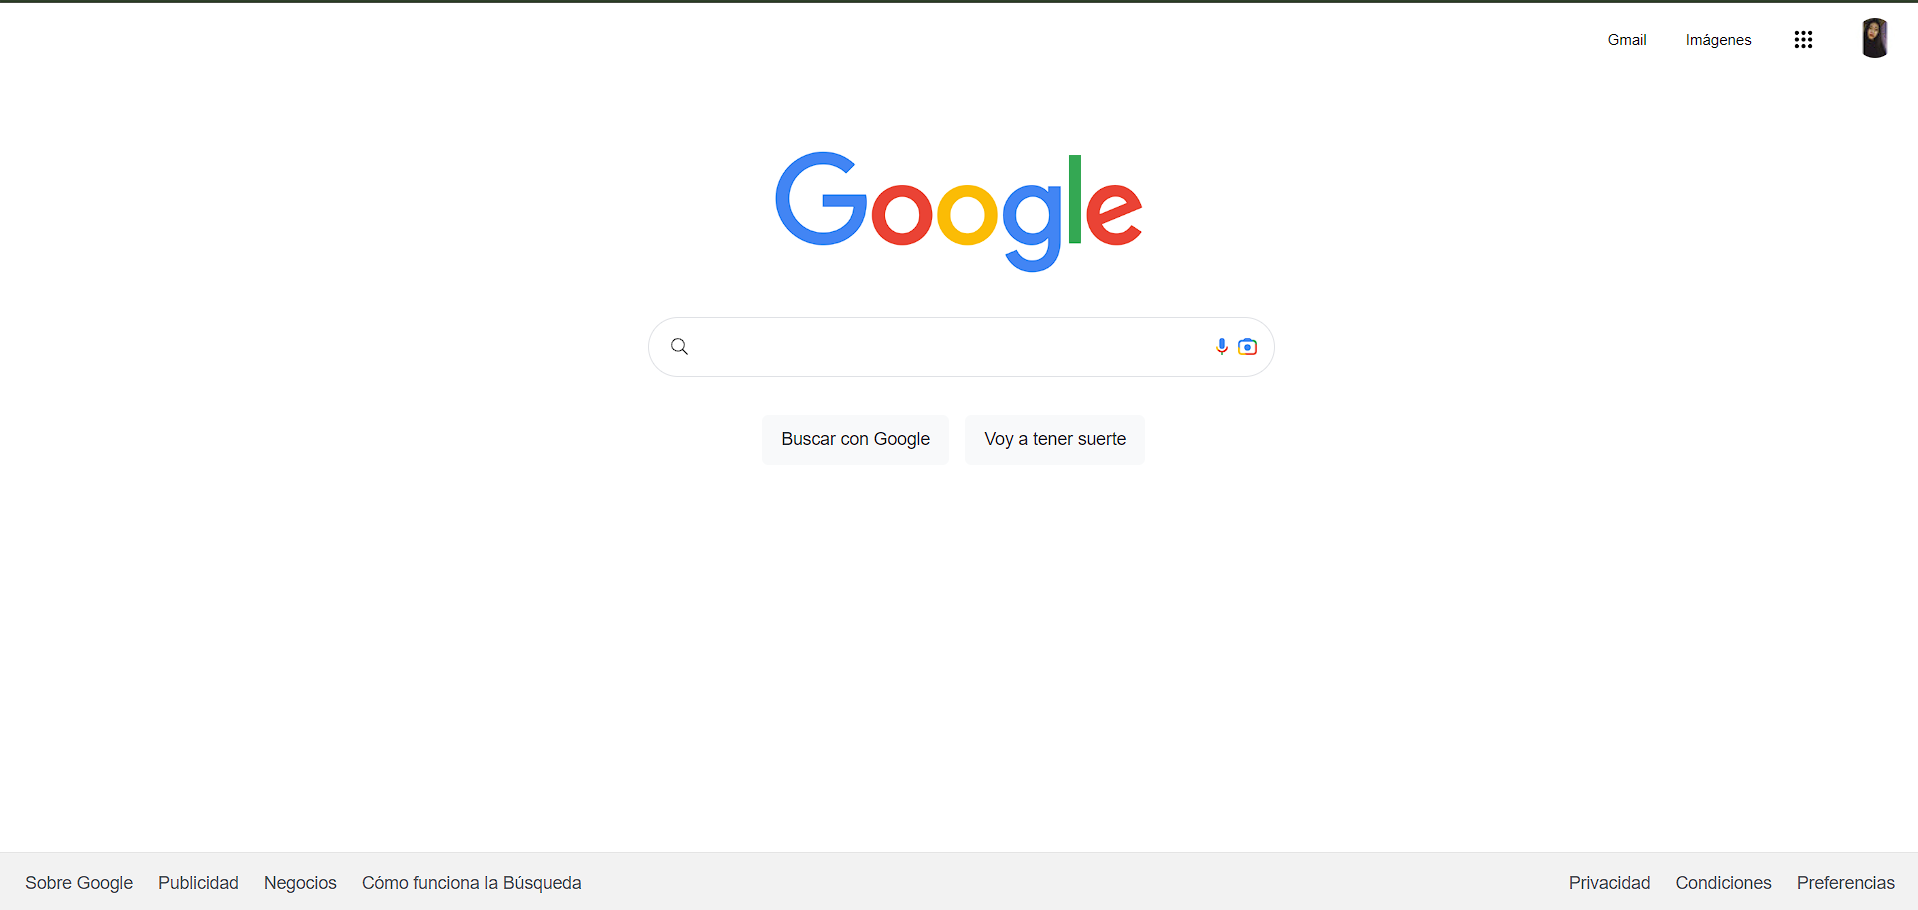 Gmail Imágenes
Google
Buscar con Google Voy a tener suerte
Sobre Google Publicidad Negocios Cómo funciona la Búsqueda Privacidad Condiciones Preferencias